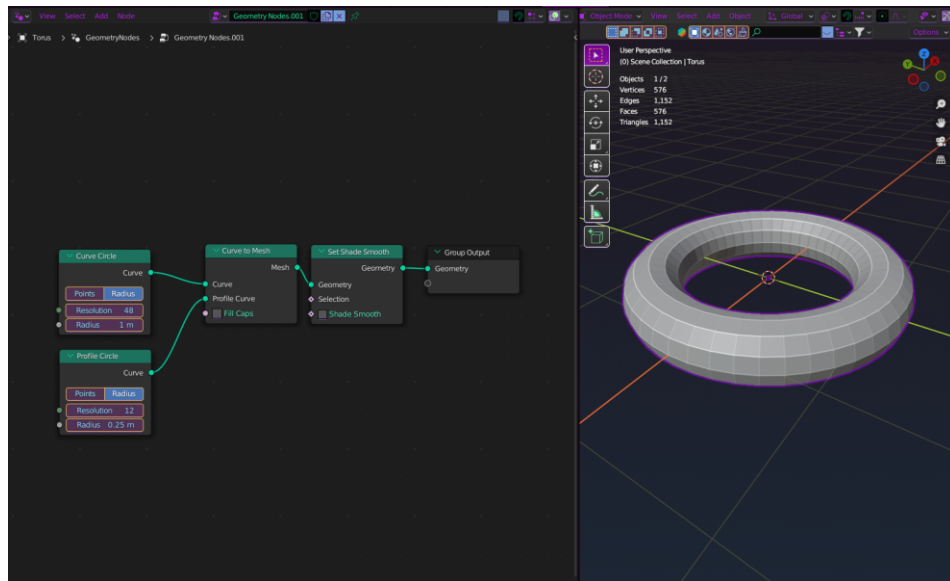 View Select Add Node
Geometry Nodes.001
Torus > GeometryNodes > Geometry Nodes.001
Curve Circle
Curve
Points Radius
Resolution 48
Radius 1 m
Profile Circle
Curve
Points Radius
Resolution 12
Radius 0.25 m
Curve to Mesh
Mesh
Curve
Profile Curve
Fill Caps
Set Shade Smooth
Geometry
Geometry
Selection
Shade Smooth
Group Output
Geometry
Object Mode View Select Add Object Global
Options
User Perspective
(0) Scene Collection | Torus
Objects 1/2
Vertices 576
Edges 1,152
Faces 576
Triangles 1,152
Z
Y
X